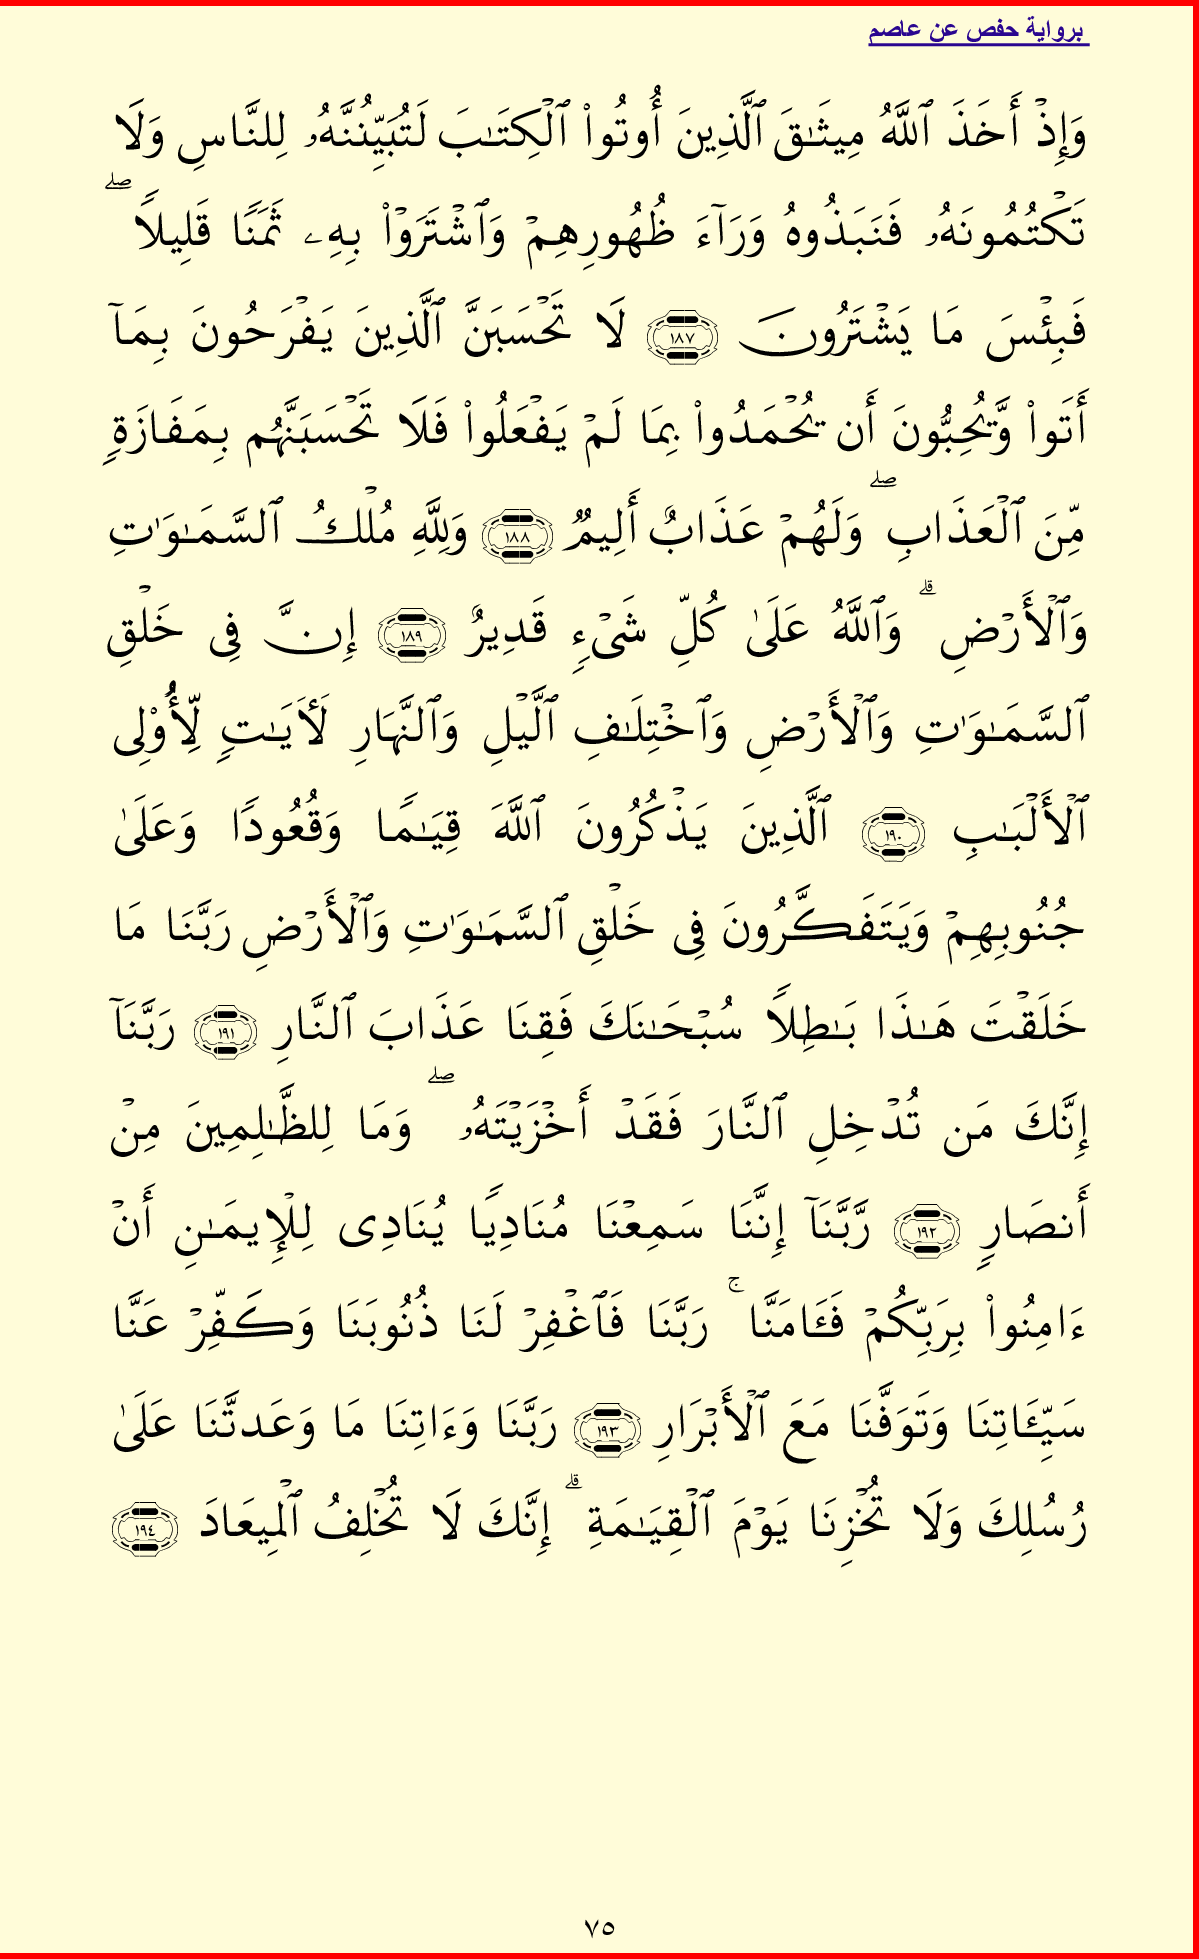 برواية حفص عن عاصم
وَإِذۡ أَخَذَ ٱللَّهُ مِيثَٰقَ ٱلَّذِينَ أُوتُواْ ٱلۡكِتَٰبَ لَتُبَيِّنُنَّهُۥ لِلنَّاسِ وَلَا
تَكۡتُمُونَهُۥ فَنَبَذُوهُ وَرَآءَ ظُهُورِهِمۡ وَٱشۡتَرَوۡاْ بِهِۦ ثَمَنٗا قَلِيلٗاۖ
فَبِئۡسَ مَا يَشۡتَرُونَ ١٨٧ لَا تَحۡسَبَنَّ ٱلَّذِينَ يَفۡرَحُونَ بِمَآ
أَتَواْ وَّيُحِبُّونَ أَن يُحۡمَدُواْ بِمَا لَمۡ يَفۡعَلُواْ فَلَا تَحۡسَبَنَّهُم بِمَفَازَةٖ
مِّنَ ٱلۡعَذَابِۖ وَلَهُمۡ عَذَابٌ أَلِيمٞ ١٨٨ وَلِلَّهِ مُلۡكُ ٱلسَّمَٰوَٰتِ
وَٱلۡأَرۡضِۗ وَٱللَّهُ عَلَىٰ كُلِّ شَيۡءٖ قَدِيرٌ ١٨٩ إِنَّ فِي خَلۡقِ
ٱلسَّمَٰوَٰتِ وَٱلۡأَرۡضِ وَٱخۡتِلَٰفِ ٱلَّيۡلِ وَٱلنَّهَارِ لَأٓيَٰتٖ لِّأُوْلِي
ٱلۡأَلۡبَٰبِ ١٩٠ ٱلَّذِينَ يَذۡكُرُونَ ٱللَّهَ قِيَٰمٗا وَقُعُودٗا وَعَلَىٰ
جُنُوبِهِمۡ وَيَتَفَكَّرُونَ فِي خَلۡقِ ٱلسَّمَٰوَٰتِ وَٱلۡأَرۡضِ رَبَّنَا مَا
خَلَقۡتَ هَٰذَا بَٰطِلٗا سُبۡحَٰنَكَ فَقِنَا عَذَابَ ٱلنَّارِ ١٩١ رَبَّنَآ
إِنَّكَ مَن تُدۡخِلِ ٱلنَّارَ فَقَدۡ أَخۡزَيۡتَهُۥۖ وَمَا لِلظَّٰلِمِينَ مِنۡ
أَنصَارٖ ١٩٢ رَّبَّنَآ إِنَّنَا سَمِعۡنَا مُنَادِيٗا يُنَادِي لِلۡإِيمَٰنِ أَنۡ
ءَامِنُواْ بِرَبِّكُمۡ فَـَٔامَنَّاۚ رَبَّنَا فَٱغۡفِرۡ لَنَا ذُنُوبَنَا وَكَفِّرۡ عَنَّا
سَيِّـَٔاتِنَا وَتَوَفَّنَا مَعَ ٱلۡأَبۡرَارِ ١٩٣ رَبَّنَا وَءَاتِنَا مَا وَعَدتَّنَا عَلَىٰ
رُسُلِكَ وَلَا تُخۡزِنَا يَوۡمَ ٱلۡقِيَٰمَةِۗ إِنَّكَ لَا تُخۡلِفُ ٱلۡمِيعَادَ ١٩٤
٧٥